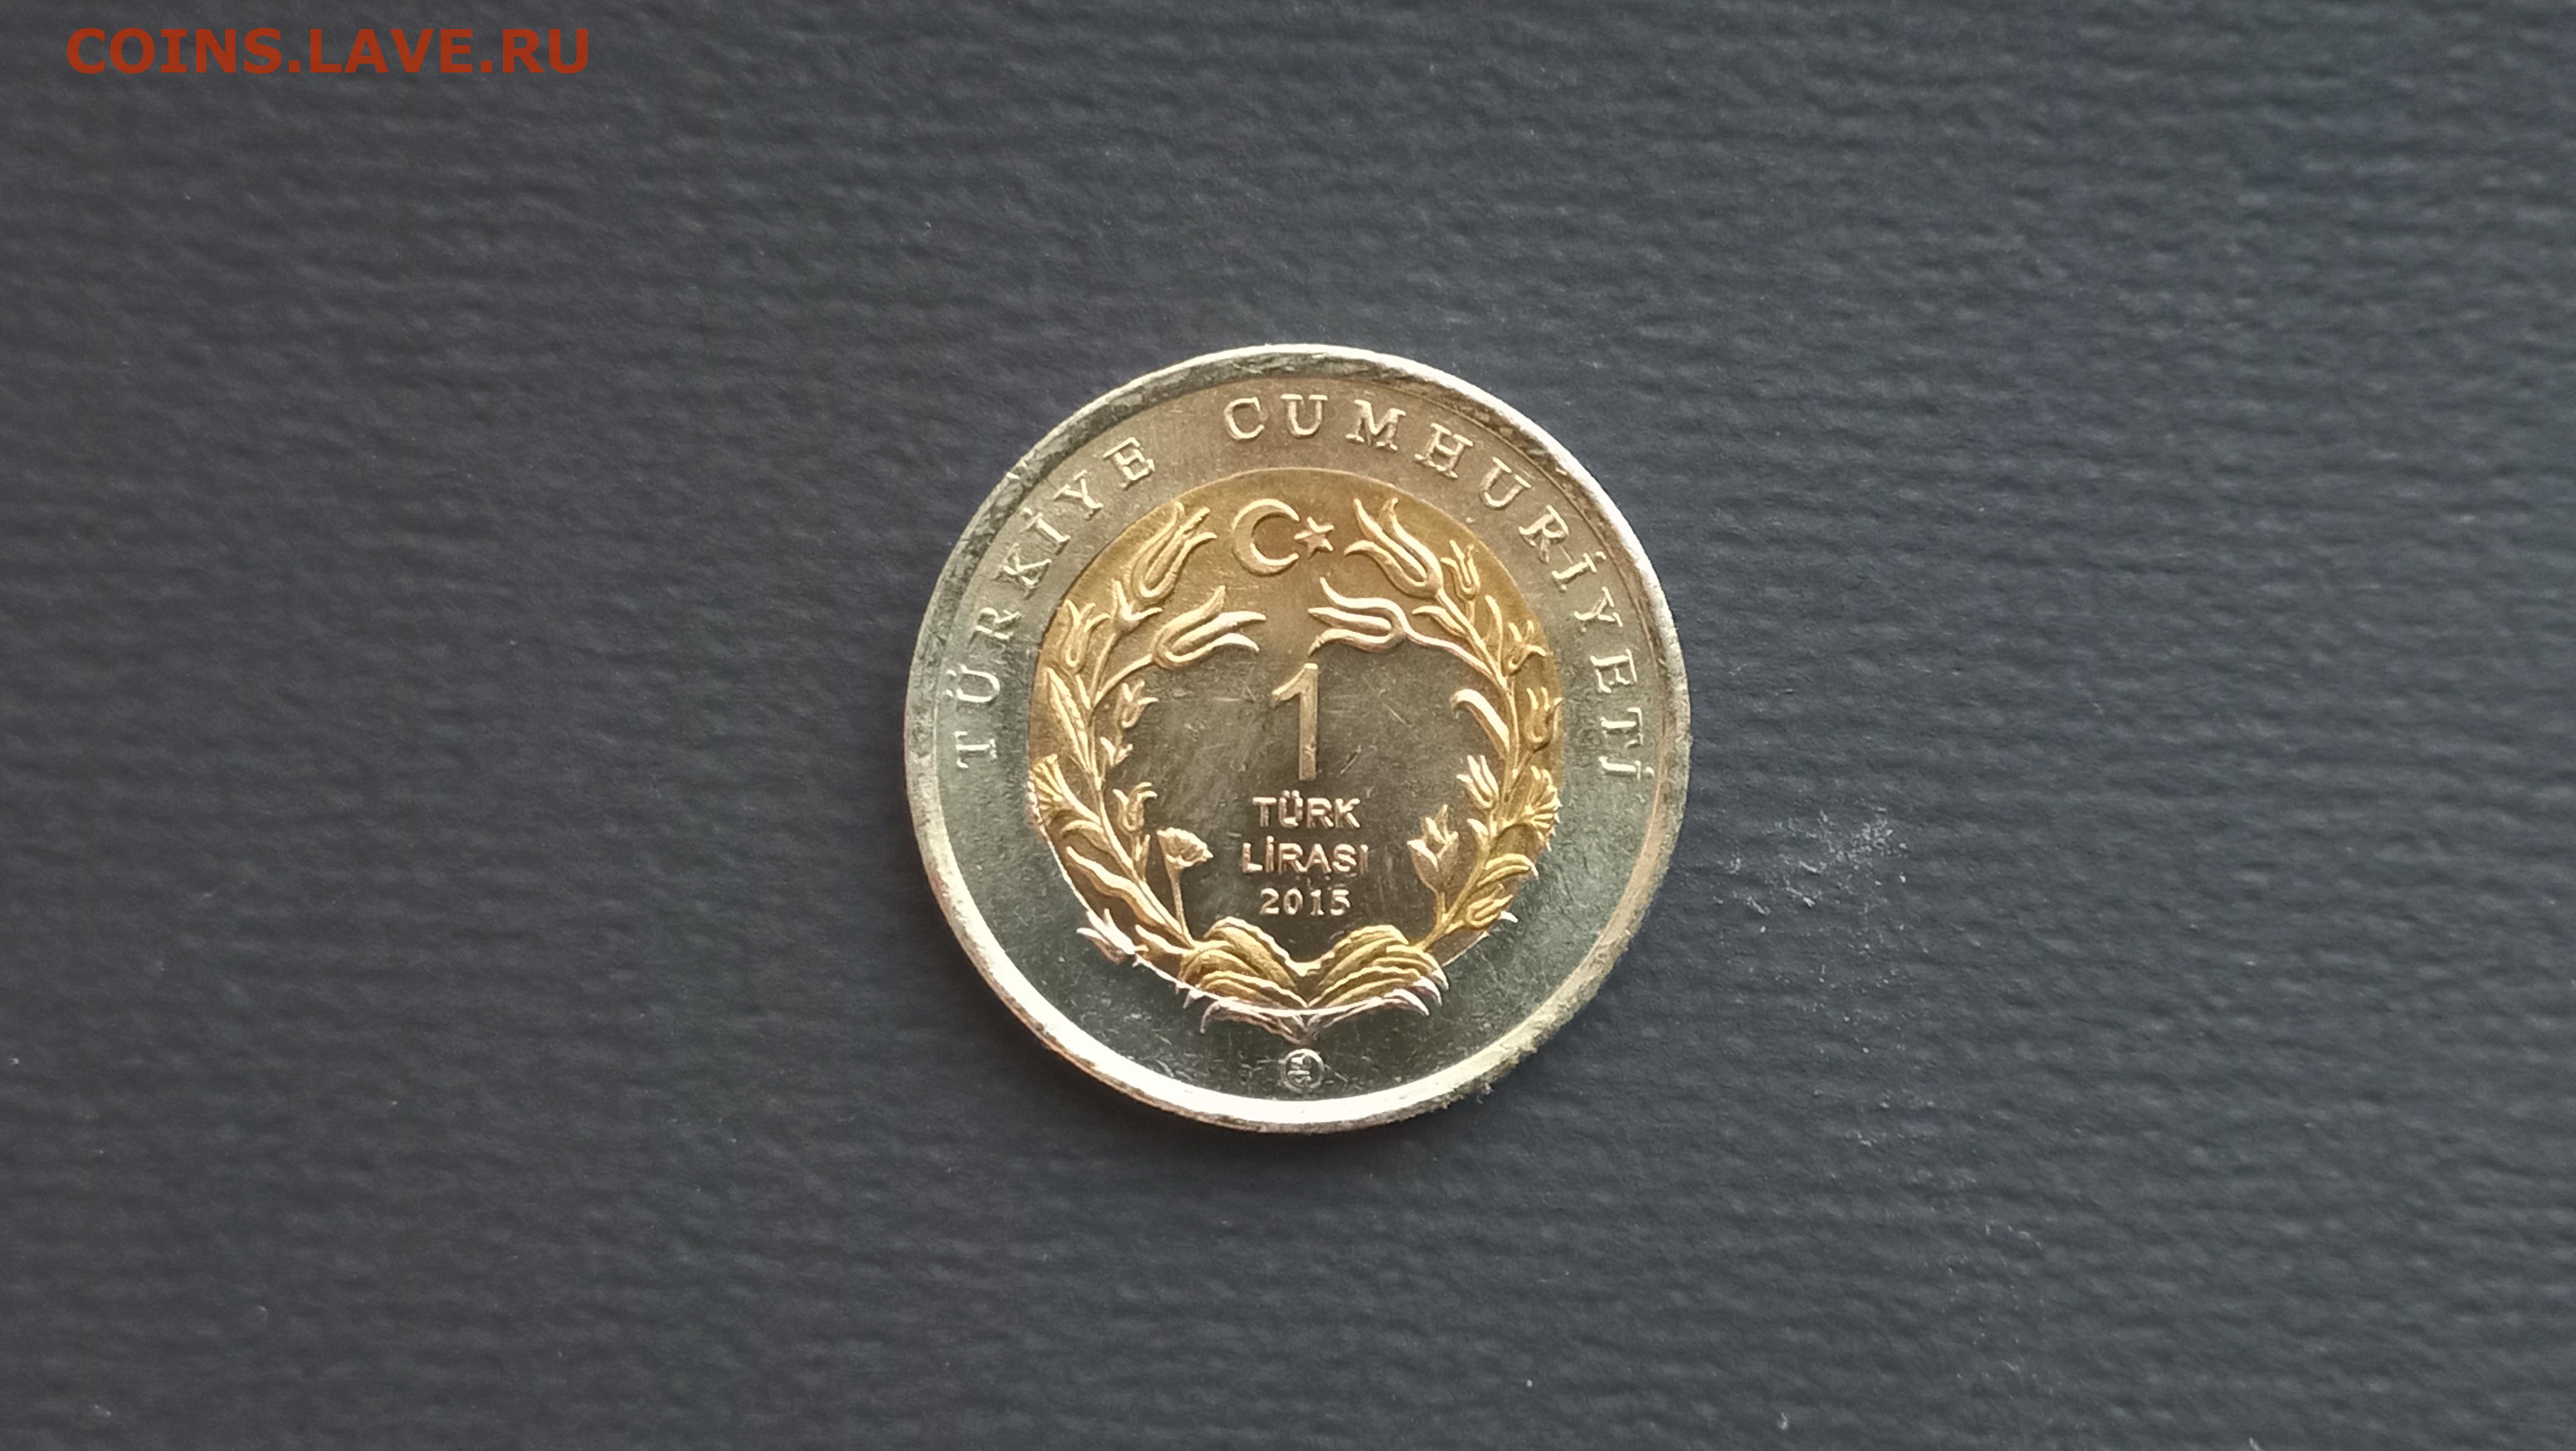 COINS.LAVE.RU
TÜRKİYE CUMHURİYETİ
1
TÜRK
LİRASI
2015